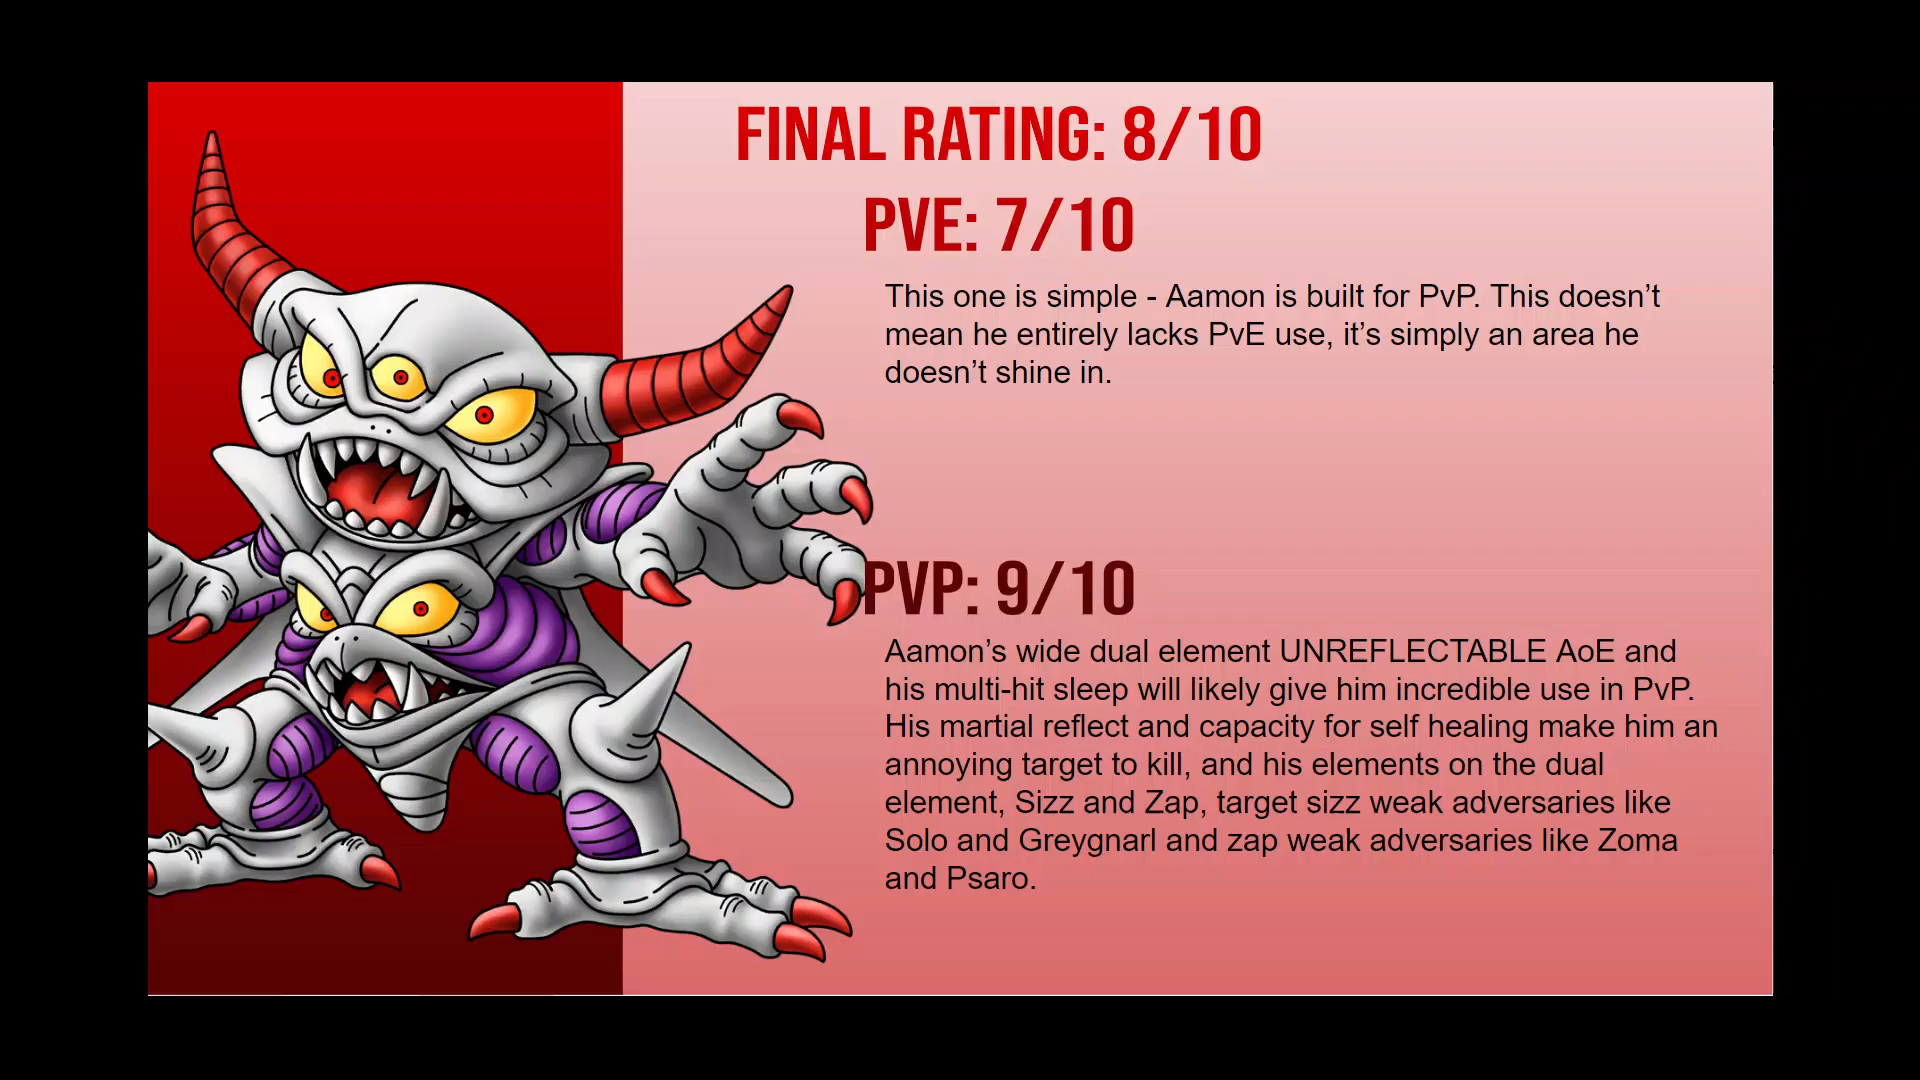 FINAL RATING: 8/10
PVE: 7/10
This one is simple - Aamon is built for PvP. This doesn’t
mean he entirely lacks PvE use, it’s simply an area he
doesn’t shine in.
PVP: 9/10
Aamon’s wide dual element UNREFLECTABLE AoE and
his multi-hit sleep will likely give him incredible use in PvP.
His martial reflect and capacity for self healing make him an
annoying target to kill, and his elements on the dual
element, Sizz and Zap, target sizz weak adversaries like
Solo and Greygnarl and zap weak adversaries like Zoma
and Psaro.